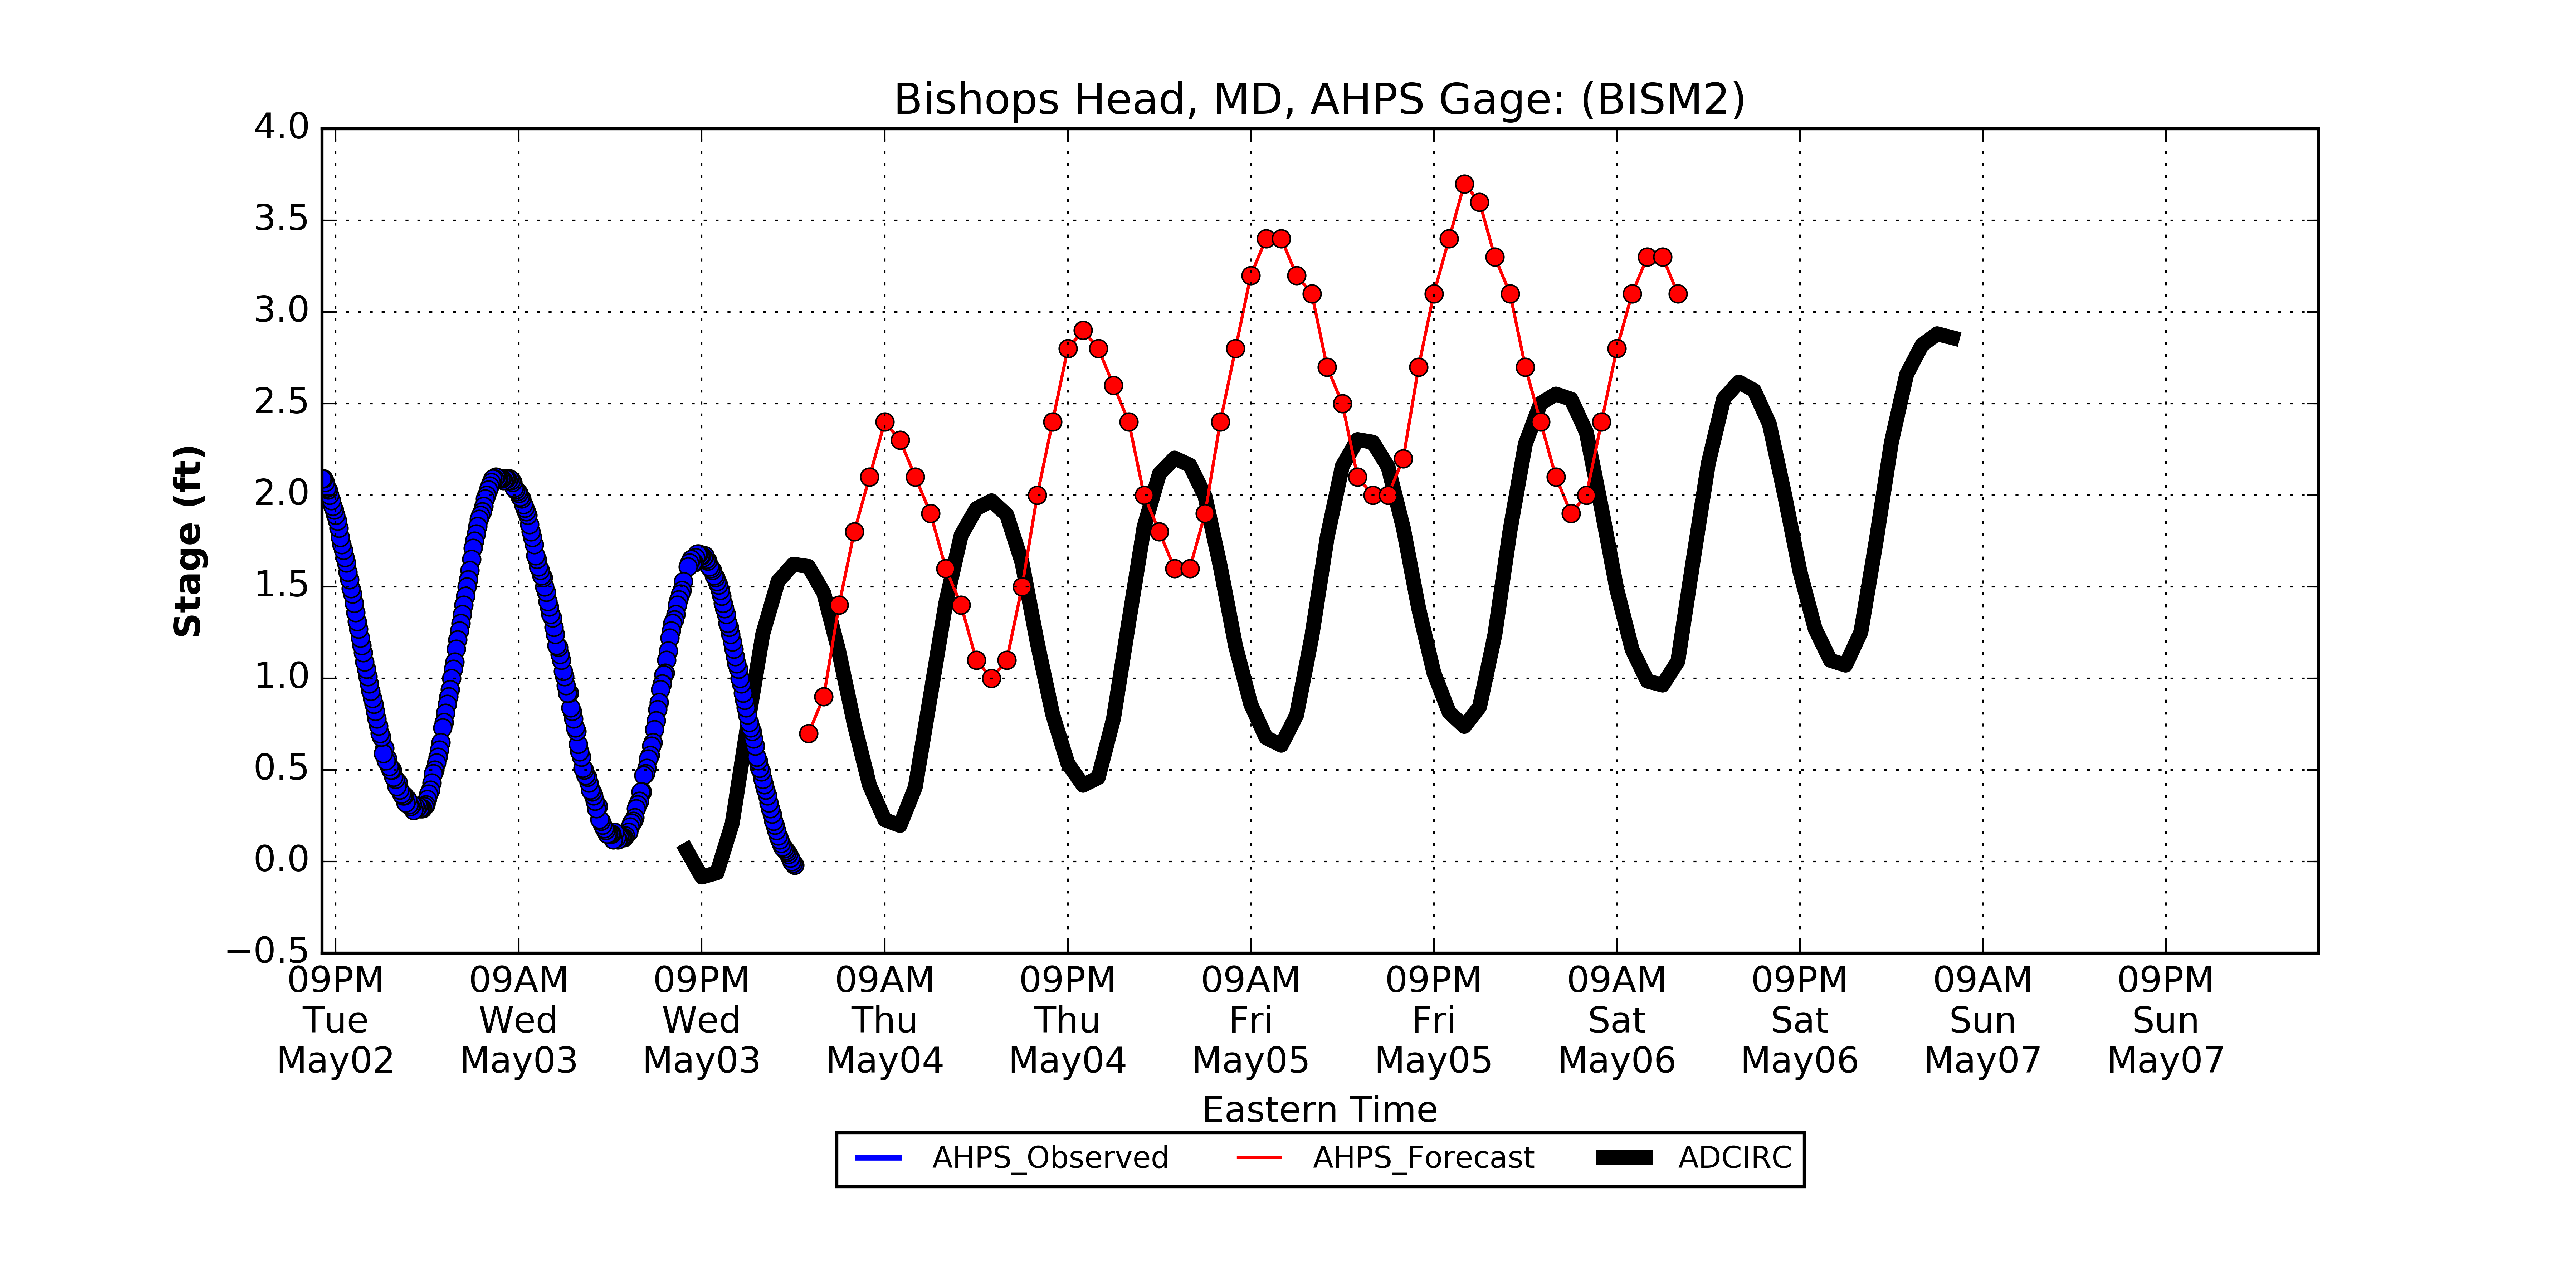 Bishops Head, MD, AHPS Gage: (BISM2)
Stage (ft)
4.0
3.5
3.0
2.5
2.0
1.5
1.0
0.5
0.0
−0.5
09PM 09AM 09PM 09AM 09PM 09AM 09PM 09AM 09PM 09AM 09PM
Tue Wed Wed Thu Thu Fri Fri Sat Sat Sun Sun
May02 May03 May03 May04 May04 May05 May05 May06 May06 May07 May07
Eastern Time
AHPS_Observed AHPS_Forecast ADCIRC